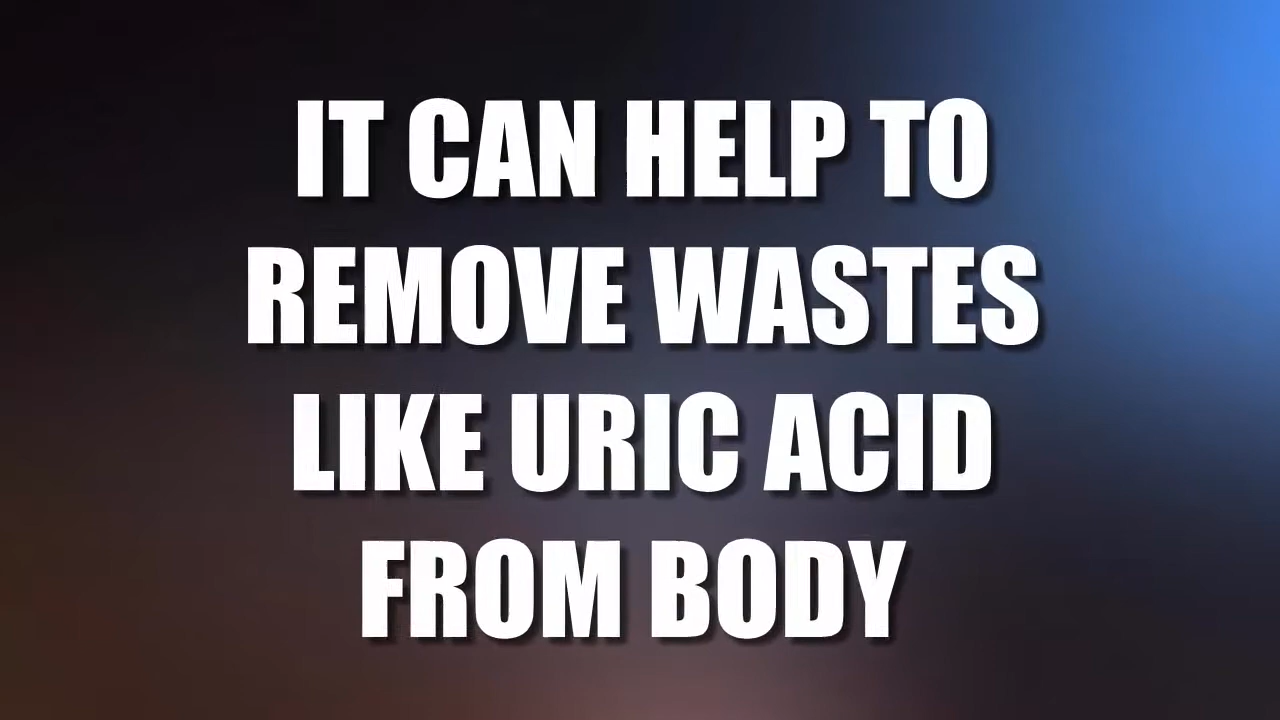 IT CAN HELP TO
REMOVE WASTES
LIKE URIC ACID
FROM BODY